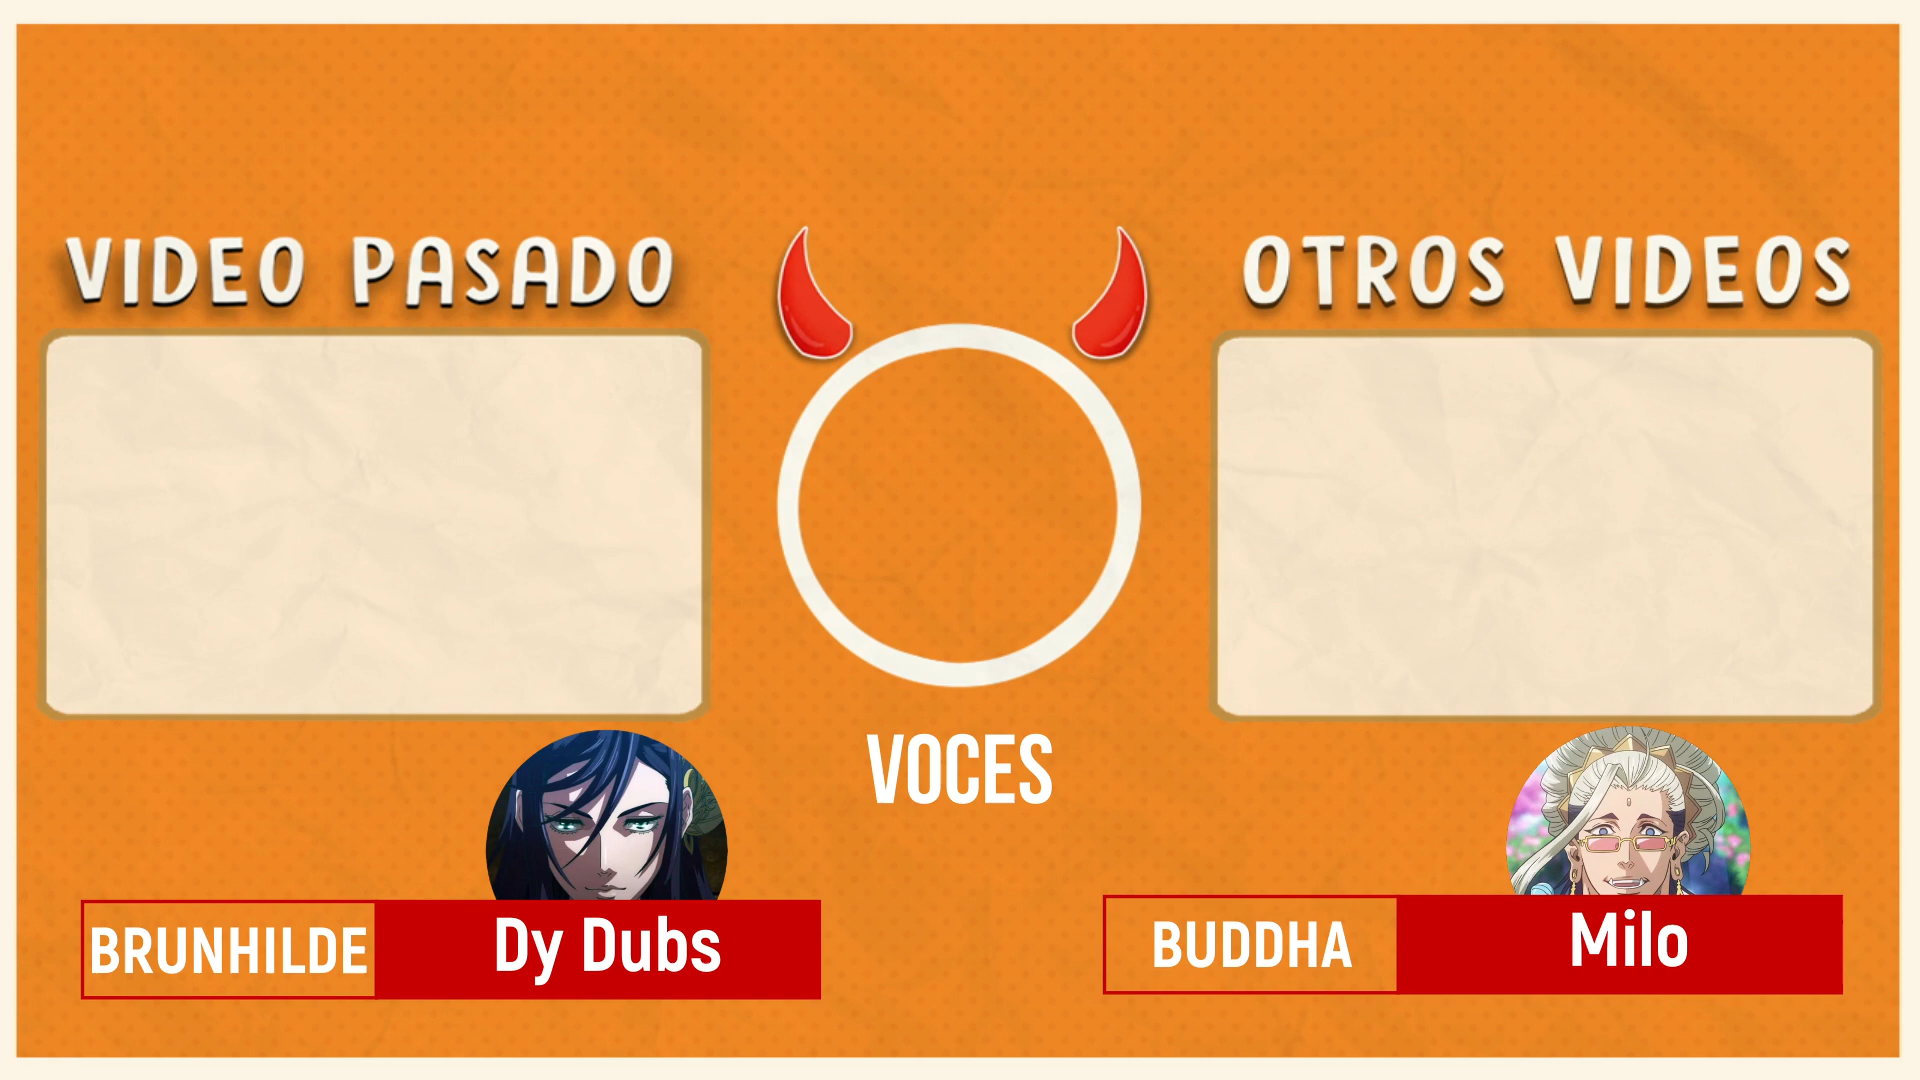 VIDEO PASADO
OTROS VIDEOS
VOCES
BRUNHILDE
Dy Dubs
BUDDHA
Milo